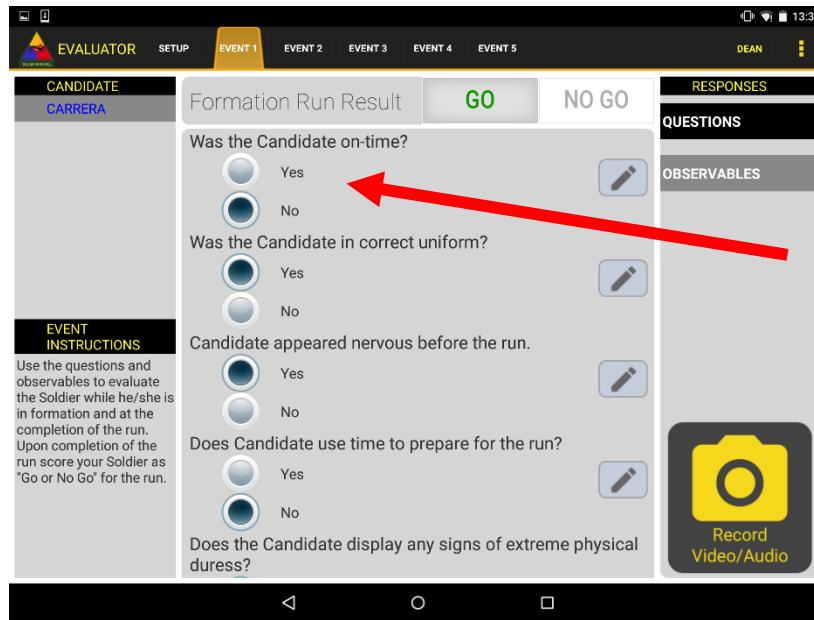 13:3
EVALUATOR SETUP EVENT 1 EVENT 2 EVENT 3 EVENT 4 EVENT 5 DEAN
CANDIDATE
CARRERA
EVENT
INSTRUCTIONS
Use the questions and
observables to evaluate
the Soldier while he/she is
in formation and at the
completion of the run.
Upon completion of the
run score your Soldier as
"Go or No Go" for the run.
Formation Run Result GO NO GO
Was the Candidate on-time?
Yes
No
Was the Candidate in correct uniform?
Yes
No
Candidate appeared nervous before the run.
Yes
No
Does Candidate use time to prepare for the run?
Yes
No
Does the Candidate display any signs of extreme physical
duress?
RESPONSES
QUESTIONS
OBSERVABLES
Record
Video/Audio